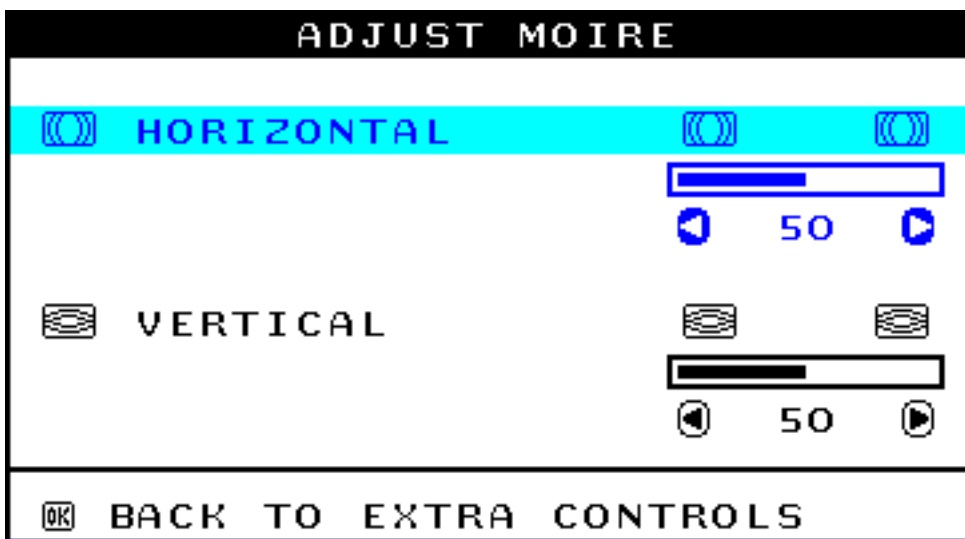 ADJUST MOIRE
HORIZONTAL
50
VERTICAL
50
OK BACK TO EXTRA CONTROLS